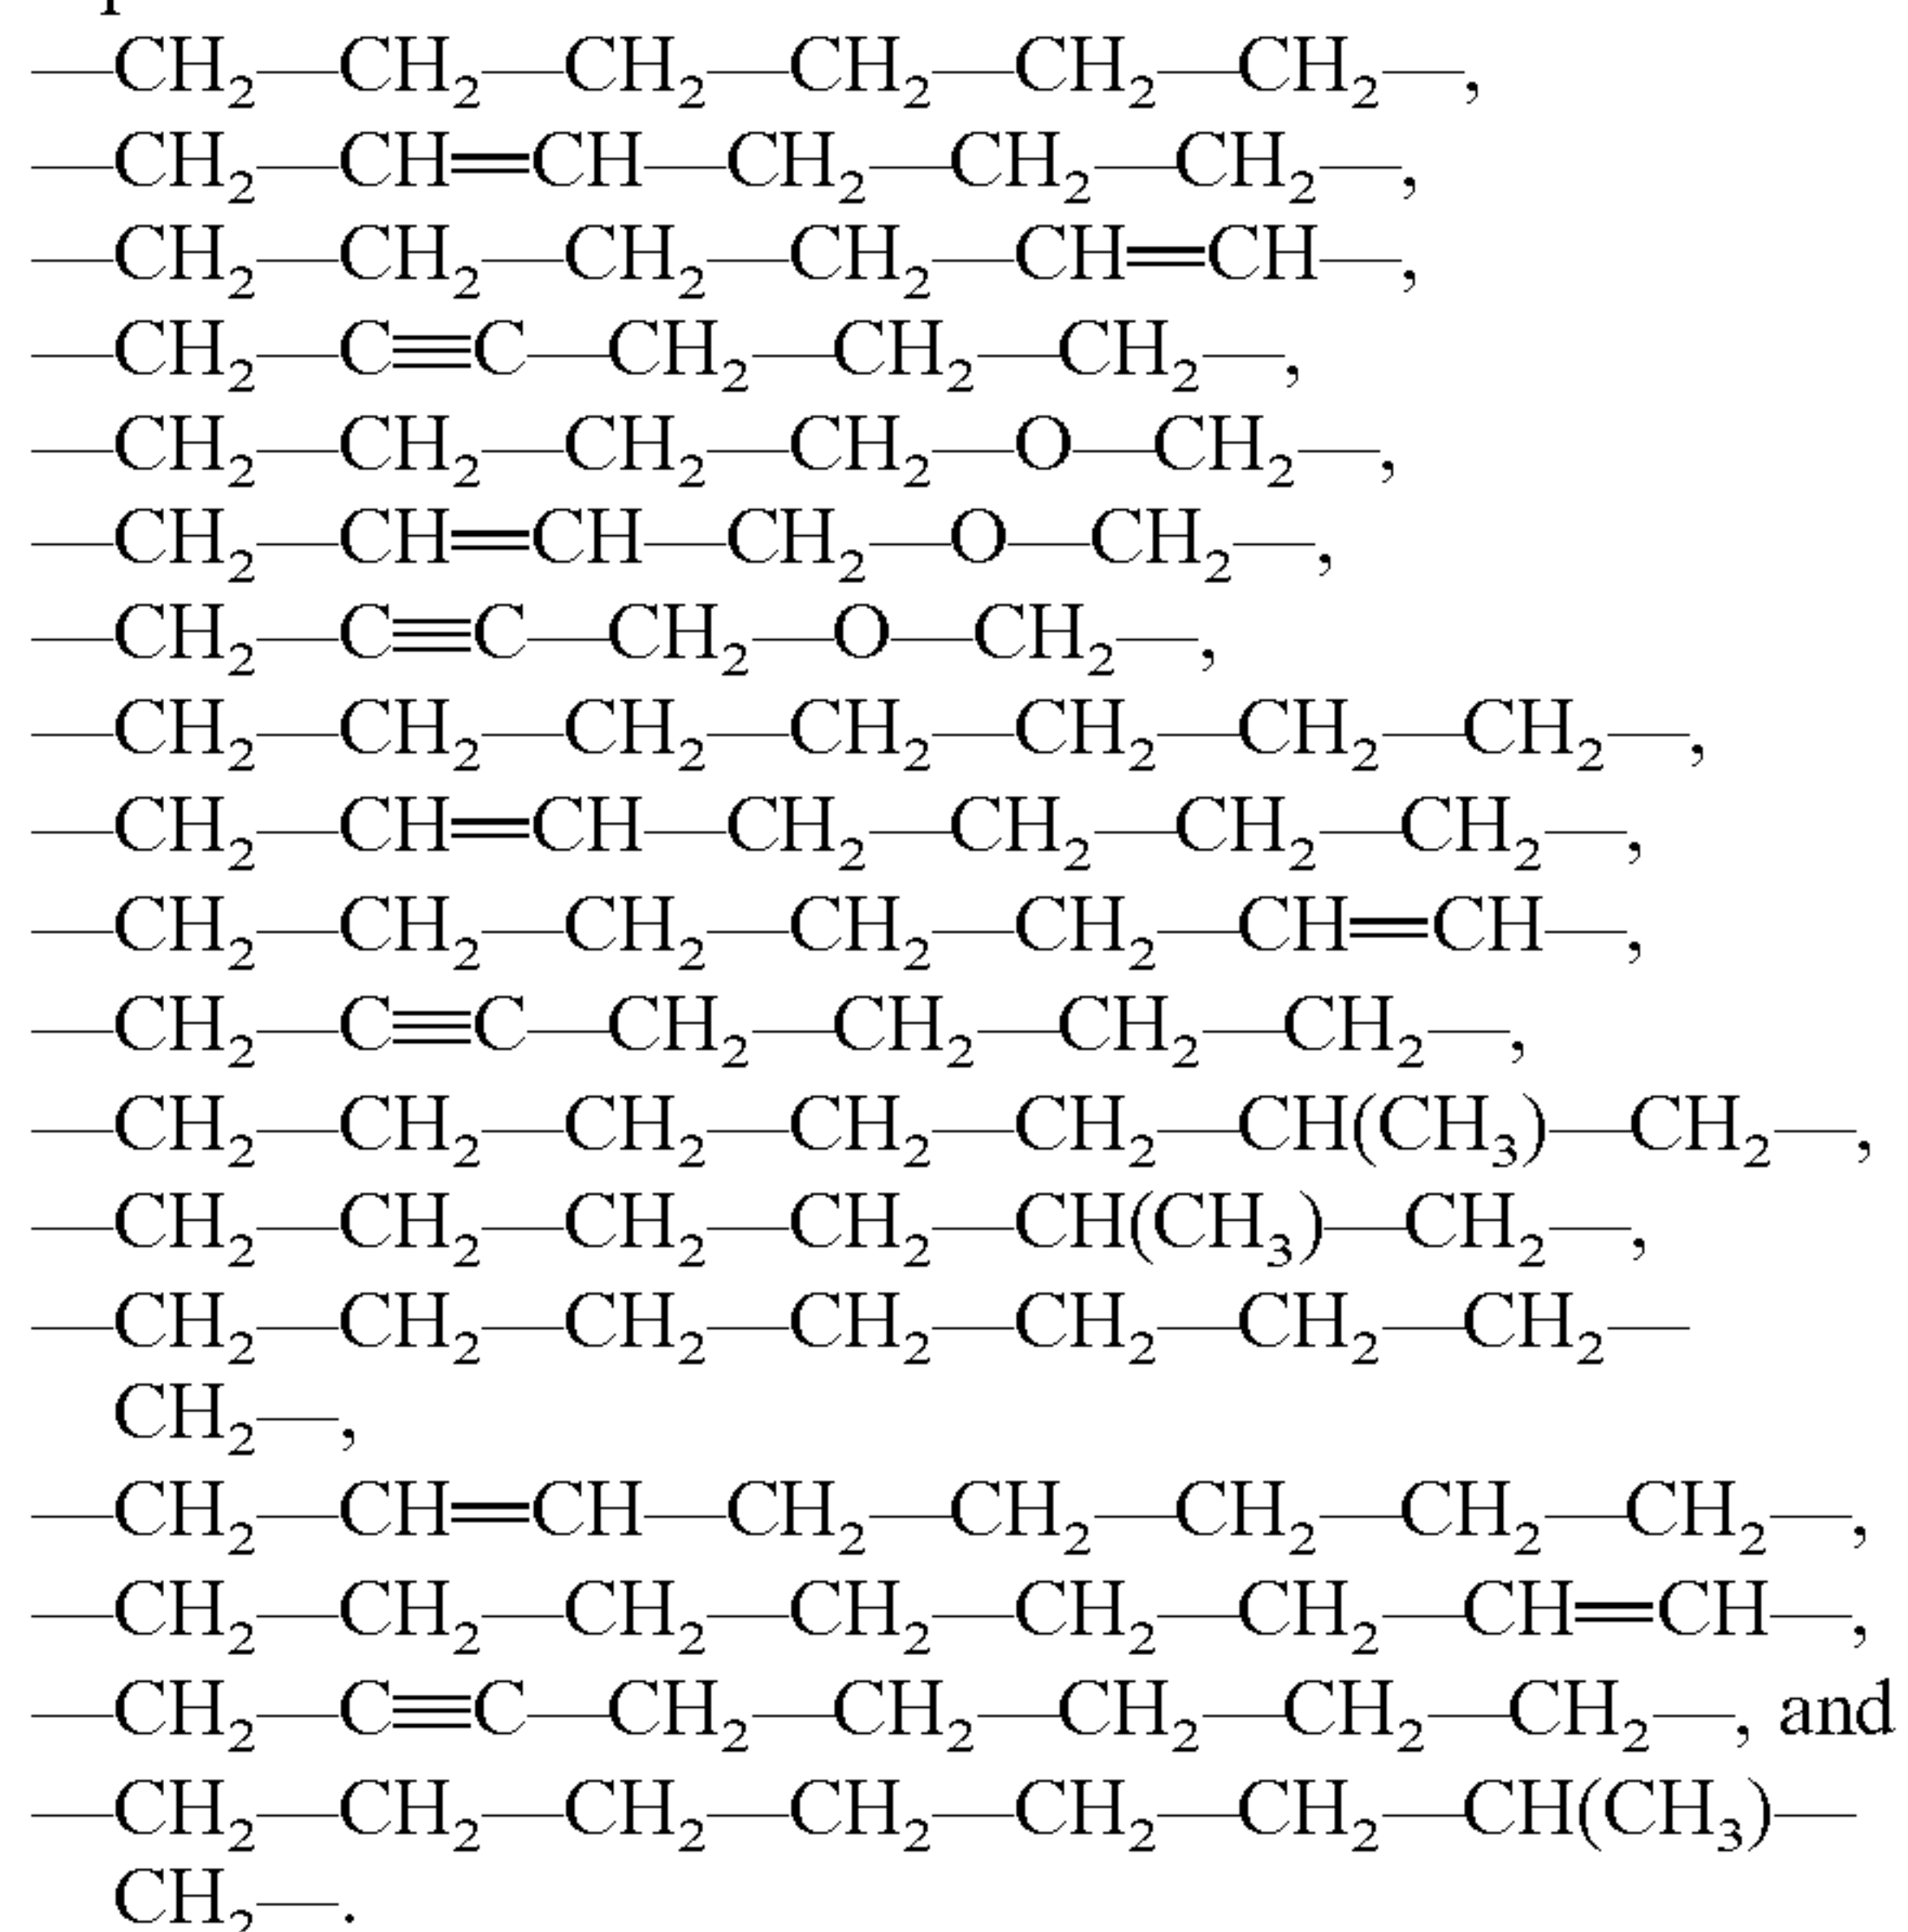 —CH₂—CH₂—CH₂—CH₂—CH₂—CH₂—,
—CH₂—CH=CH—CH₂—CH₂—CH₂—,
—CH₂—CH₂—CH₂—CH₂—CH=CH—,
—CH₂—C≡C—CH₂—CH₂—CH₂—,
—CH₂—CH₂—CH₂—CH₂—O—CH₂—,
—CH₂—CH=CH—CH₂—O—CH₂—,
—CH₂—C≡C—CH₂—O—CH₂—,
—CH₂—CH₂—CH₂—CH₂—CH₂—CH₂—CH₂—,
—CH₂—CH=CH—CH₂—CH₂—CH₂—CH₂—,
—CH₂—CH₂—CH₂—CH₂—CH₂—CH=CH—,
—CH₂—C≡C—CH₂—CH₂—CH₂—CH₂—,
—CH₂—CH₂—CH₂—CH₂—CH₂—CH(CH₃)—CH₂—,
—CH₂—CH₂—CH₂—CH₂—CH(CH₃)—CH₂—,
—CH₂—CH₂—CH₂—CH₂—CH₂—CH₂—CH₂—
CH₂—,
—CH₂—CH=CH—CH₂—CH₂—CH₂—CH₂—CH₂—,
—CH₂—CH₂—CH₂—CH₂—CH₂—CH₂—CH=CH—,
—CH₂—C≡C—CH₂—CH₂—CH₂—CH₂—CH₂—, and
—CH₂—CH₂—CH₂—CH₂—CH₂—CH₂—CH(CH₃)—
CH₂—.